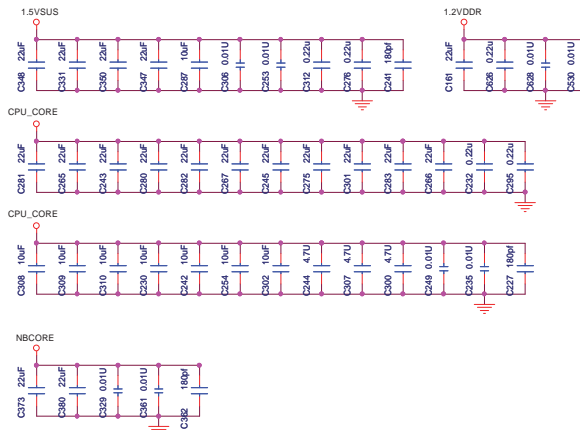 1.5VSUS
1.2VDDR
22uF
22uF
22uF
22uF
10uF
0.01U
0.01U
0.22u
0.22u
180pf
C348
C331
C350
C347
C287
C306
C253
C312
C276
C241
22uF
0.22u
0.01U
0.01U
C161
C626
C628
C530
CPU_CORE
22uF
22uF
22uF
22uF
22uF
22uF
22uF
22uF
22uF
22uF
22uF
0.22u
0.22u
C281
C265
C243
C280
C282
C267
C245
C275
C301
C283
C266
C232
C295
CPU_CORE
10uF
10uF
10uF
10uF
10uF
10uF
10uF
4.7U
4.7U
4.7U
0.01U
0.01U
180pf
C308
C309
C310
C230
C242
C254
C302
C244
C307
C300
C249
C235
C227
NBCORE
22uF
22uF
0.01U
0.01U
180pf
C373
C380
C329
C361
C362